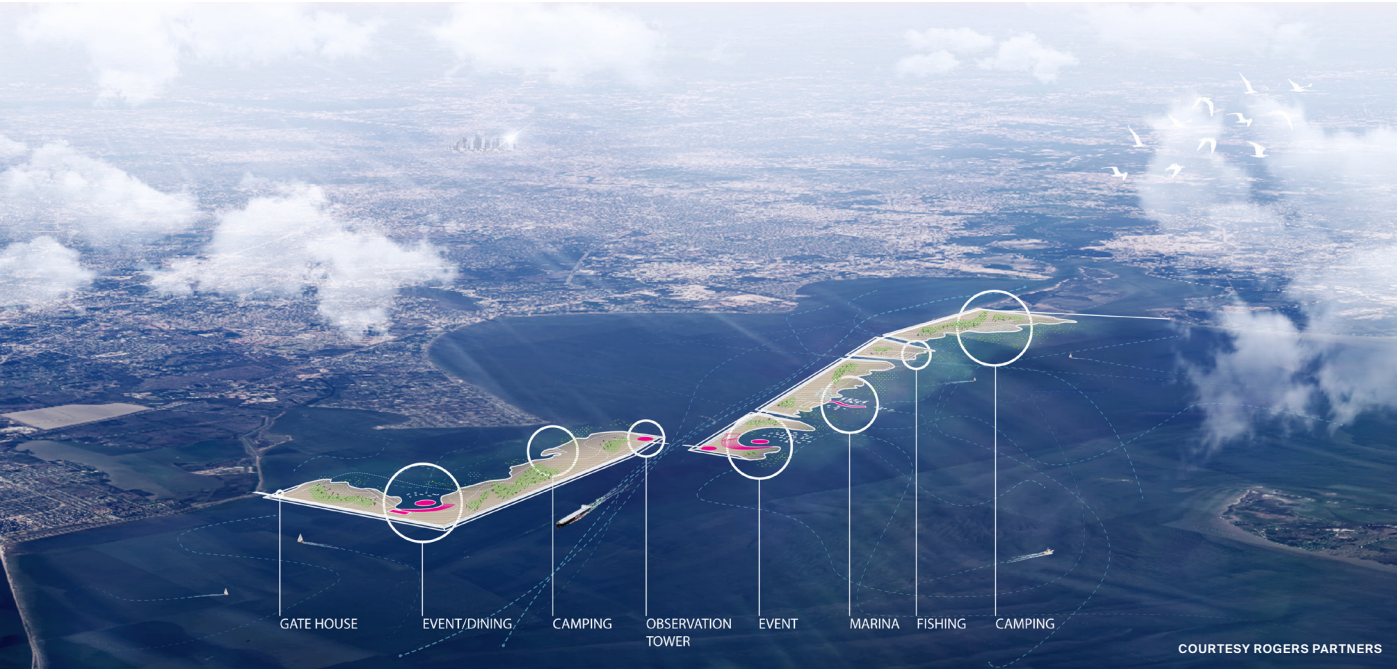 GATE HOUSE
EVENT/DINING
CAMPING
OBSERVATION
TOWER
EVENT
MARINA
FISHING
CAMPING
COURTESY ROGERS PARTNERS